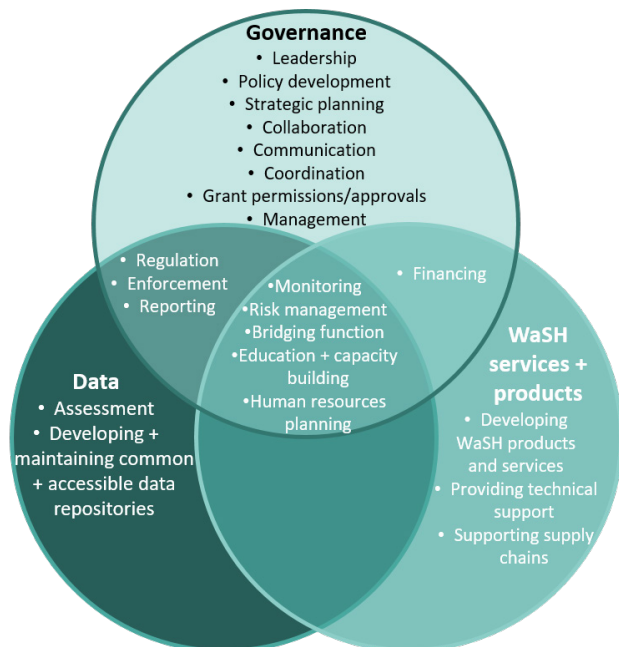 Governance
• Leadership
• Policy development
• Strategic planning
• Collaboration
• Communication
• Coordination
• Grant permissions/approvals
• Management
• Regulation
• Enforcement
• Reporting
•Monitoring
•Risk management
•Bridging function
•Education + capacity
building
•Human resources
planning
• Financing
Data
• Assessment
• Developing +
maintaining common
+ accessible data
repositories
WaSH
services +
products
• Developing
WaSH products
and services
• Providing technical
support
• Supporting supply
chains